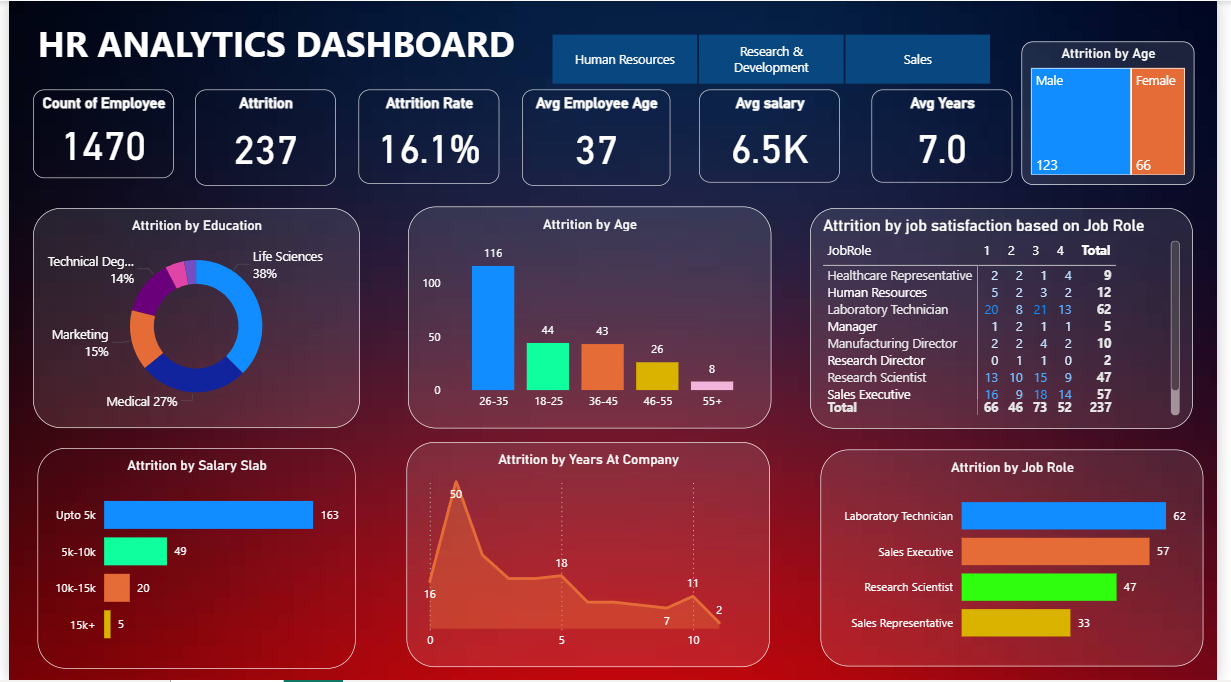 HR ANALYTICS DASHBOARD
Human Resources
Research &
Development
Sales
Attrition by Age
Male
Female
123
66
Count of Employee
1470
Attrition
237
Attrition Rate
16.1%
Avg Employee Age
37
Avg salary
6.5K
Avg Years
7.0
Attrition by Education
Life Sciences
38%
Technical Deg...
14%
Marketing
15%
Medical 27%
Attrition by Age
100
50
0
116
44
43
26
8
26-35
18-25
36-45
46-55
55+
Attrition by job satisfaction based on Job Role
JobRole 1 2 3 4 Total
Healthcare Representative 2 2 1 4 9
Human Resources 5 2 3 2 12
Laboratory Technician 20 8 21 13 62
Manager 1 2 1 1 5
Manufacturing Director 2 2 4 2 10
Research Director 0 1 1 0 2
Research Scientist 13 10 15 9 47
Sales Executive 16 9 18 14 57
Total 66 46 73 52 237
Attrition by Salary Slab
Upto 5k 163
5k-10k 49
10k-15k 20
15k+ 5
Attrition by Years At Company
50
16
18
7
11
2
0
5
10
Attrition by Job Role
Laboratory Technician 62
Sales Executive 57
Research Scientist 47
Sales Representative 33